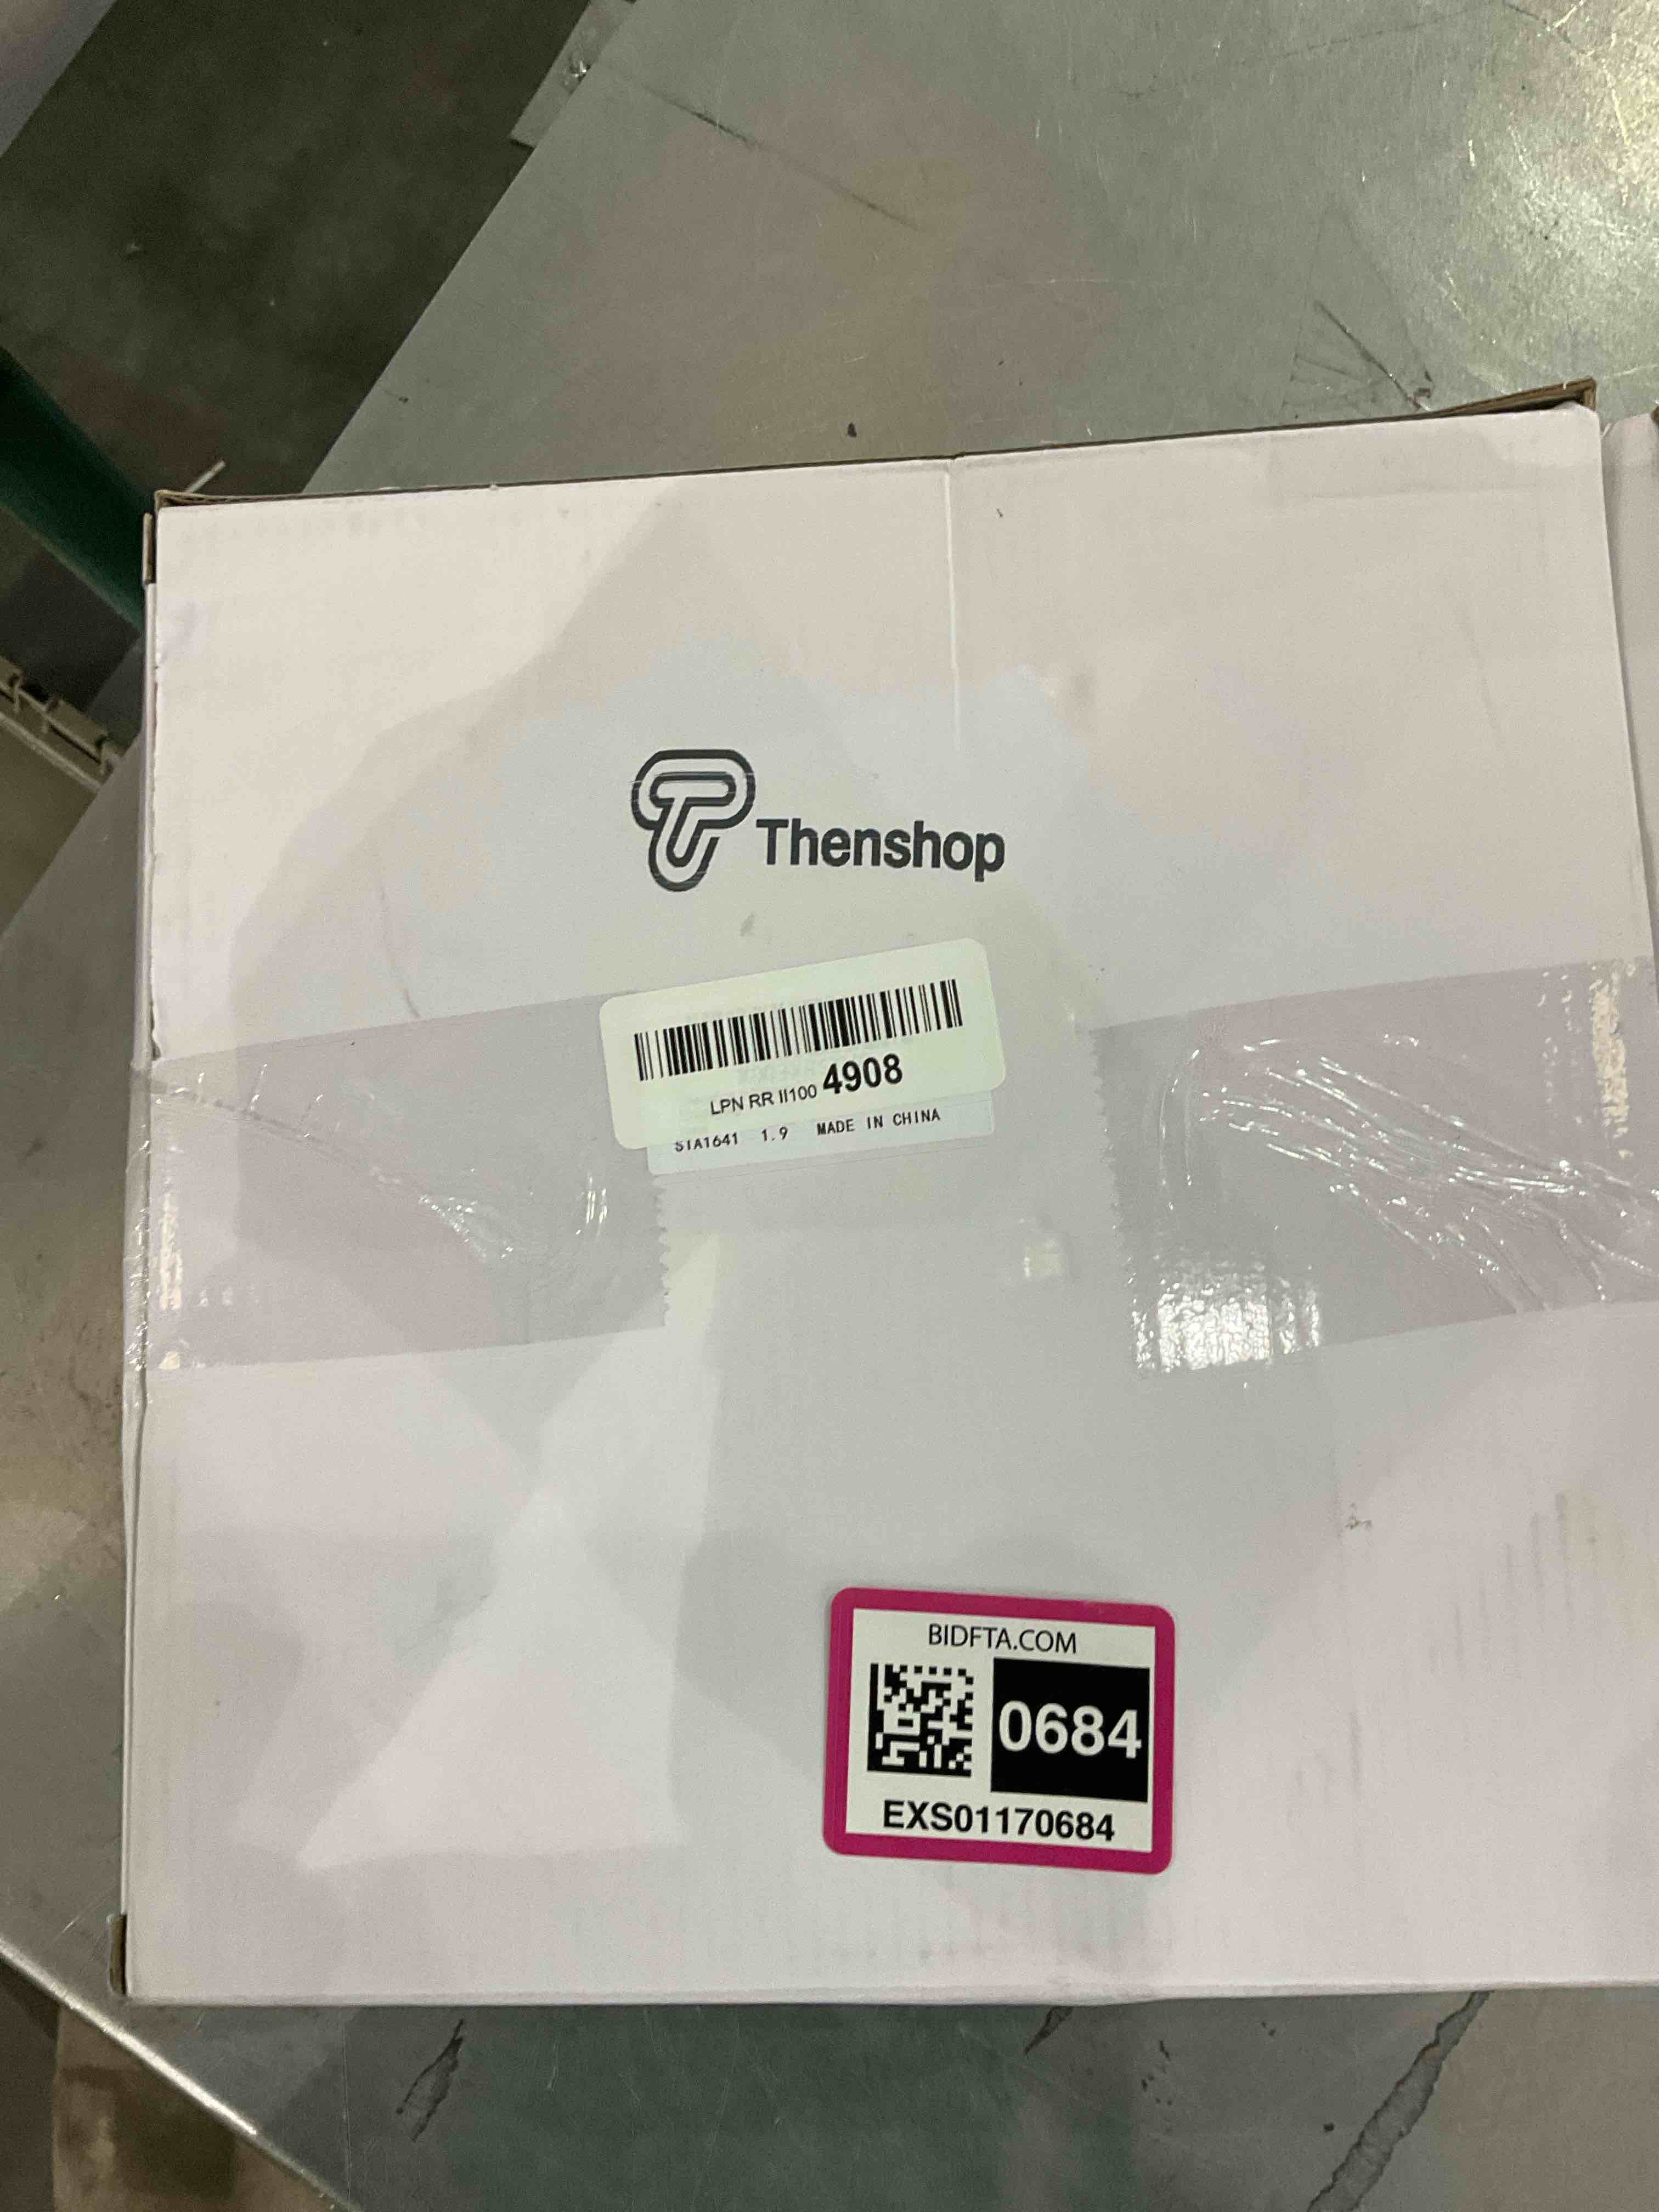 Thenshop
LPN RR II100 4908
STA1641 1.9 MADE IN CHINA
BIDFTA.COM
0684
EXS01170684